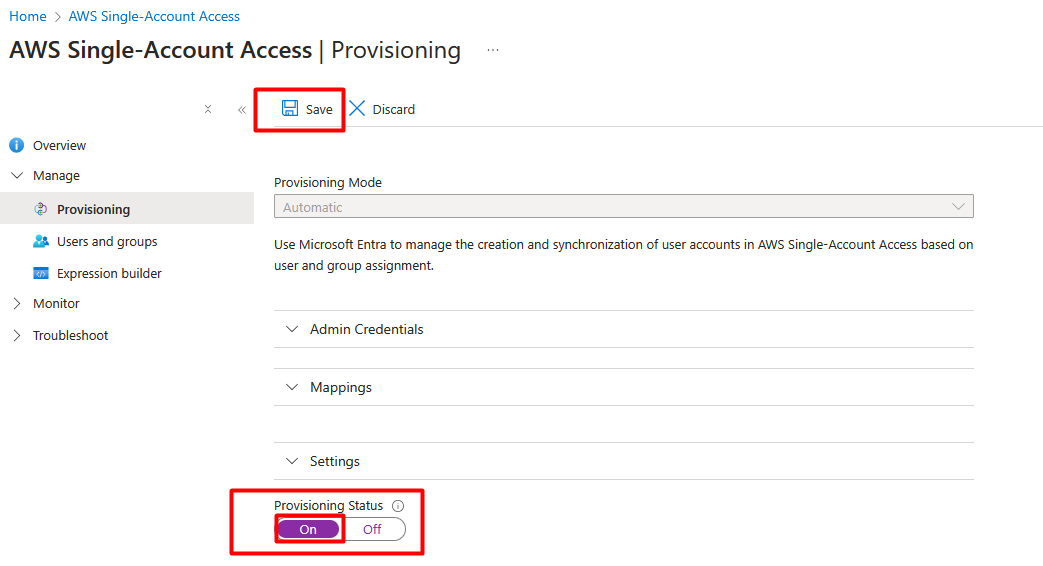 Home > AWS Single-Account Access
AWS Single-Account Access | Provisioning ...
Save Discard
Overview
Manage
Provisioning
Users and groups
Expression builder
Monitor
Troubleshoot
Provisioning Mode
Automatic
Use Microsoft Entra to manage the creation and synchronization of user accounts in AWS Single-Account Access based on
user and group assignment.
Admin Credentials
Mappings
Settings
Provisioning Status
On Off